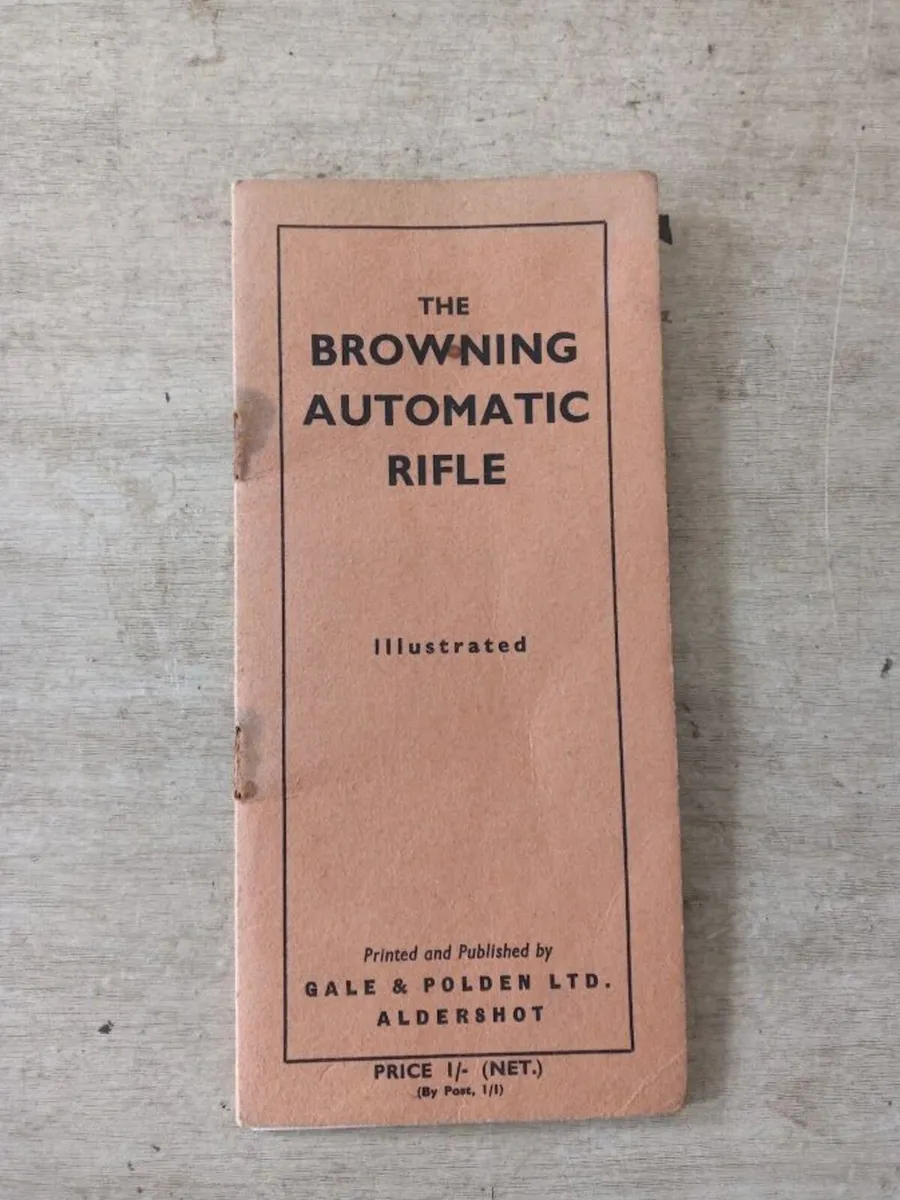 THE
BROWNING
AUTOMATIC
RIFLE
Illustrated
Printed and Published by
GALE & POLDEN LTD.
ALDERSHOT
PRICE 1/- (NET.)
(By Post, 1/1)